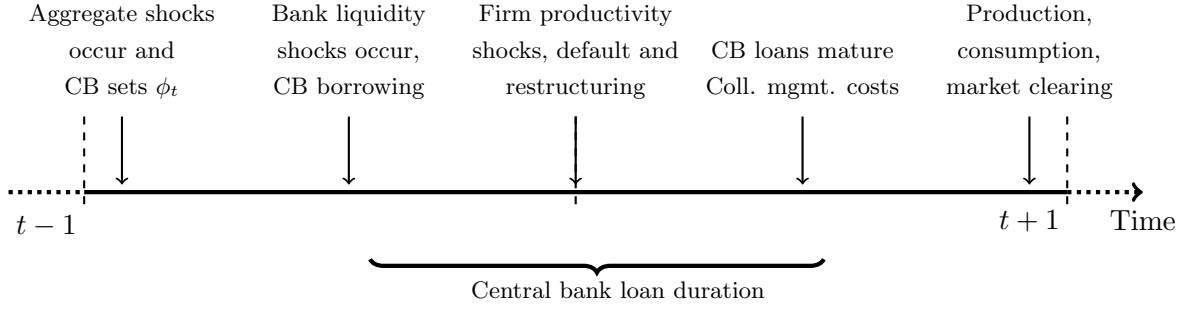 Aggregate shocks
occur and
CB sets ϕt
Bank liquidity
shocks occur,
CB borrowing
Firm productivity
shocks, default and
restructuring
CB loans mature
Coll. mgmt. costs
Production,
consumption,
market clearing
t − 1
t + 1
Time
Central bank loan duration